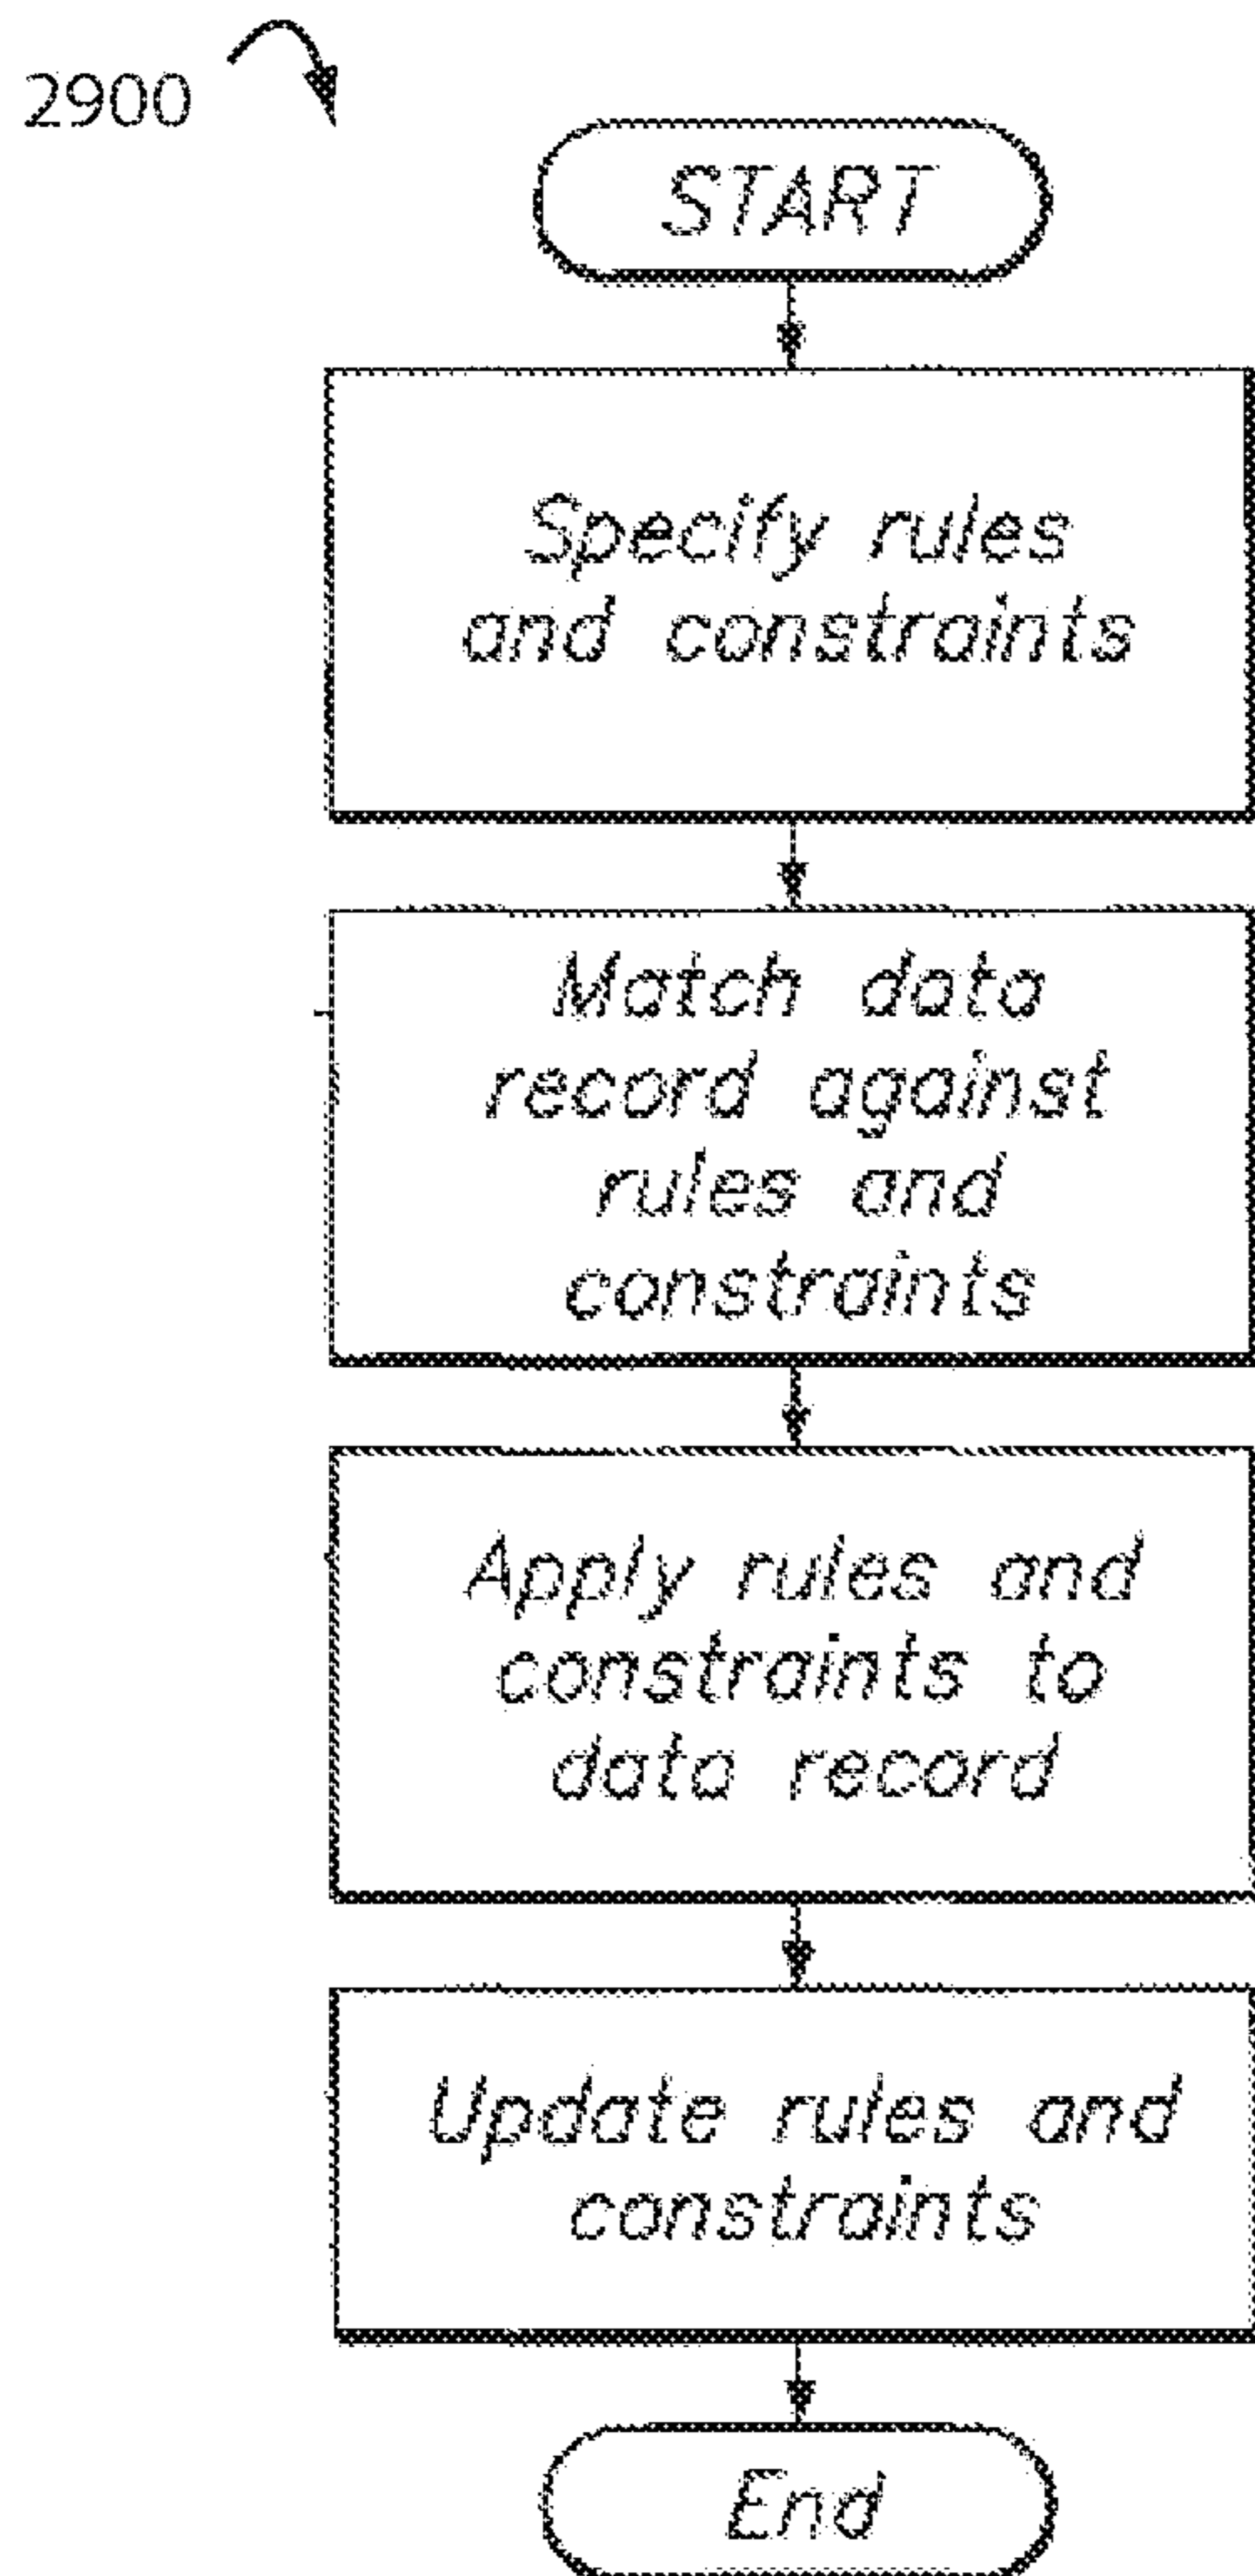 2900
START
Specify rules
and constraints
Match data
record against
rules and
constraints
Apply rules and
constraints to
data record
Update rules and
constraints
End